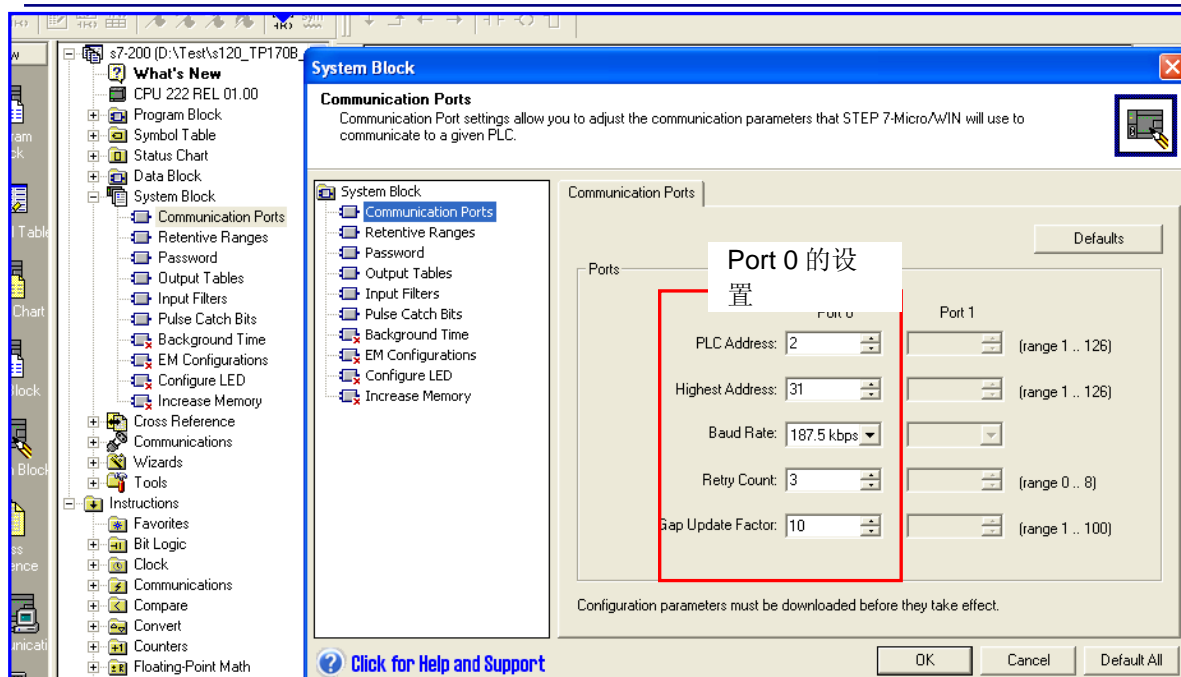 s7-200 (D:\Test\s120_TP170B_
What's New
CPU 222 REL 01.00
Program Block
Symbol Table
Status Chart
Data Block
System Block
Communication Ports
Retentive Ranges
Password
Output Tables
Input Filters
Pulse Catch Bits
Background Time
EM Configurations
Configure LED
Increase Memory
Cross Reference
Communications
Wizards
Tools
Instructions
Favorites
Bit Logic
Clock
Communications
Compare
Convert
Counters
Floating-Point Math
System Block
Communication Ports
Communication Port settings allow you to adjust the communication parameters that STEP 7-Micro/WIN will use to
communicate to a given PLC.
System Block
Communication Ports
Retentive Ranges
Password
Output Tables
Input Filters
Pulse Catch Bits
Background Time
EM Configurations
Configure LED
Increase Memory
Communication Ports
Defaults
Ports
Port 0 的设
置
Port 0 Port 1
PLC Address: 2 (range 1 .. 126)
Highest Address: 31 (range 1 .. 126)
Baud Rate: 187.5 kbps
Retry Count: 3 (range 0 .. 8)
Gap Update Factor: 10 (range 1 .. 100)
Configuration parameters must be downloaded before they take effect.
Click for Help and Support
OK Cancel Default All